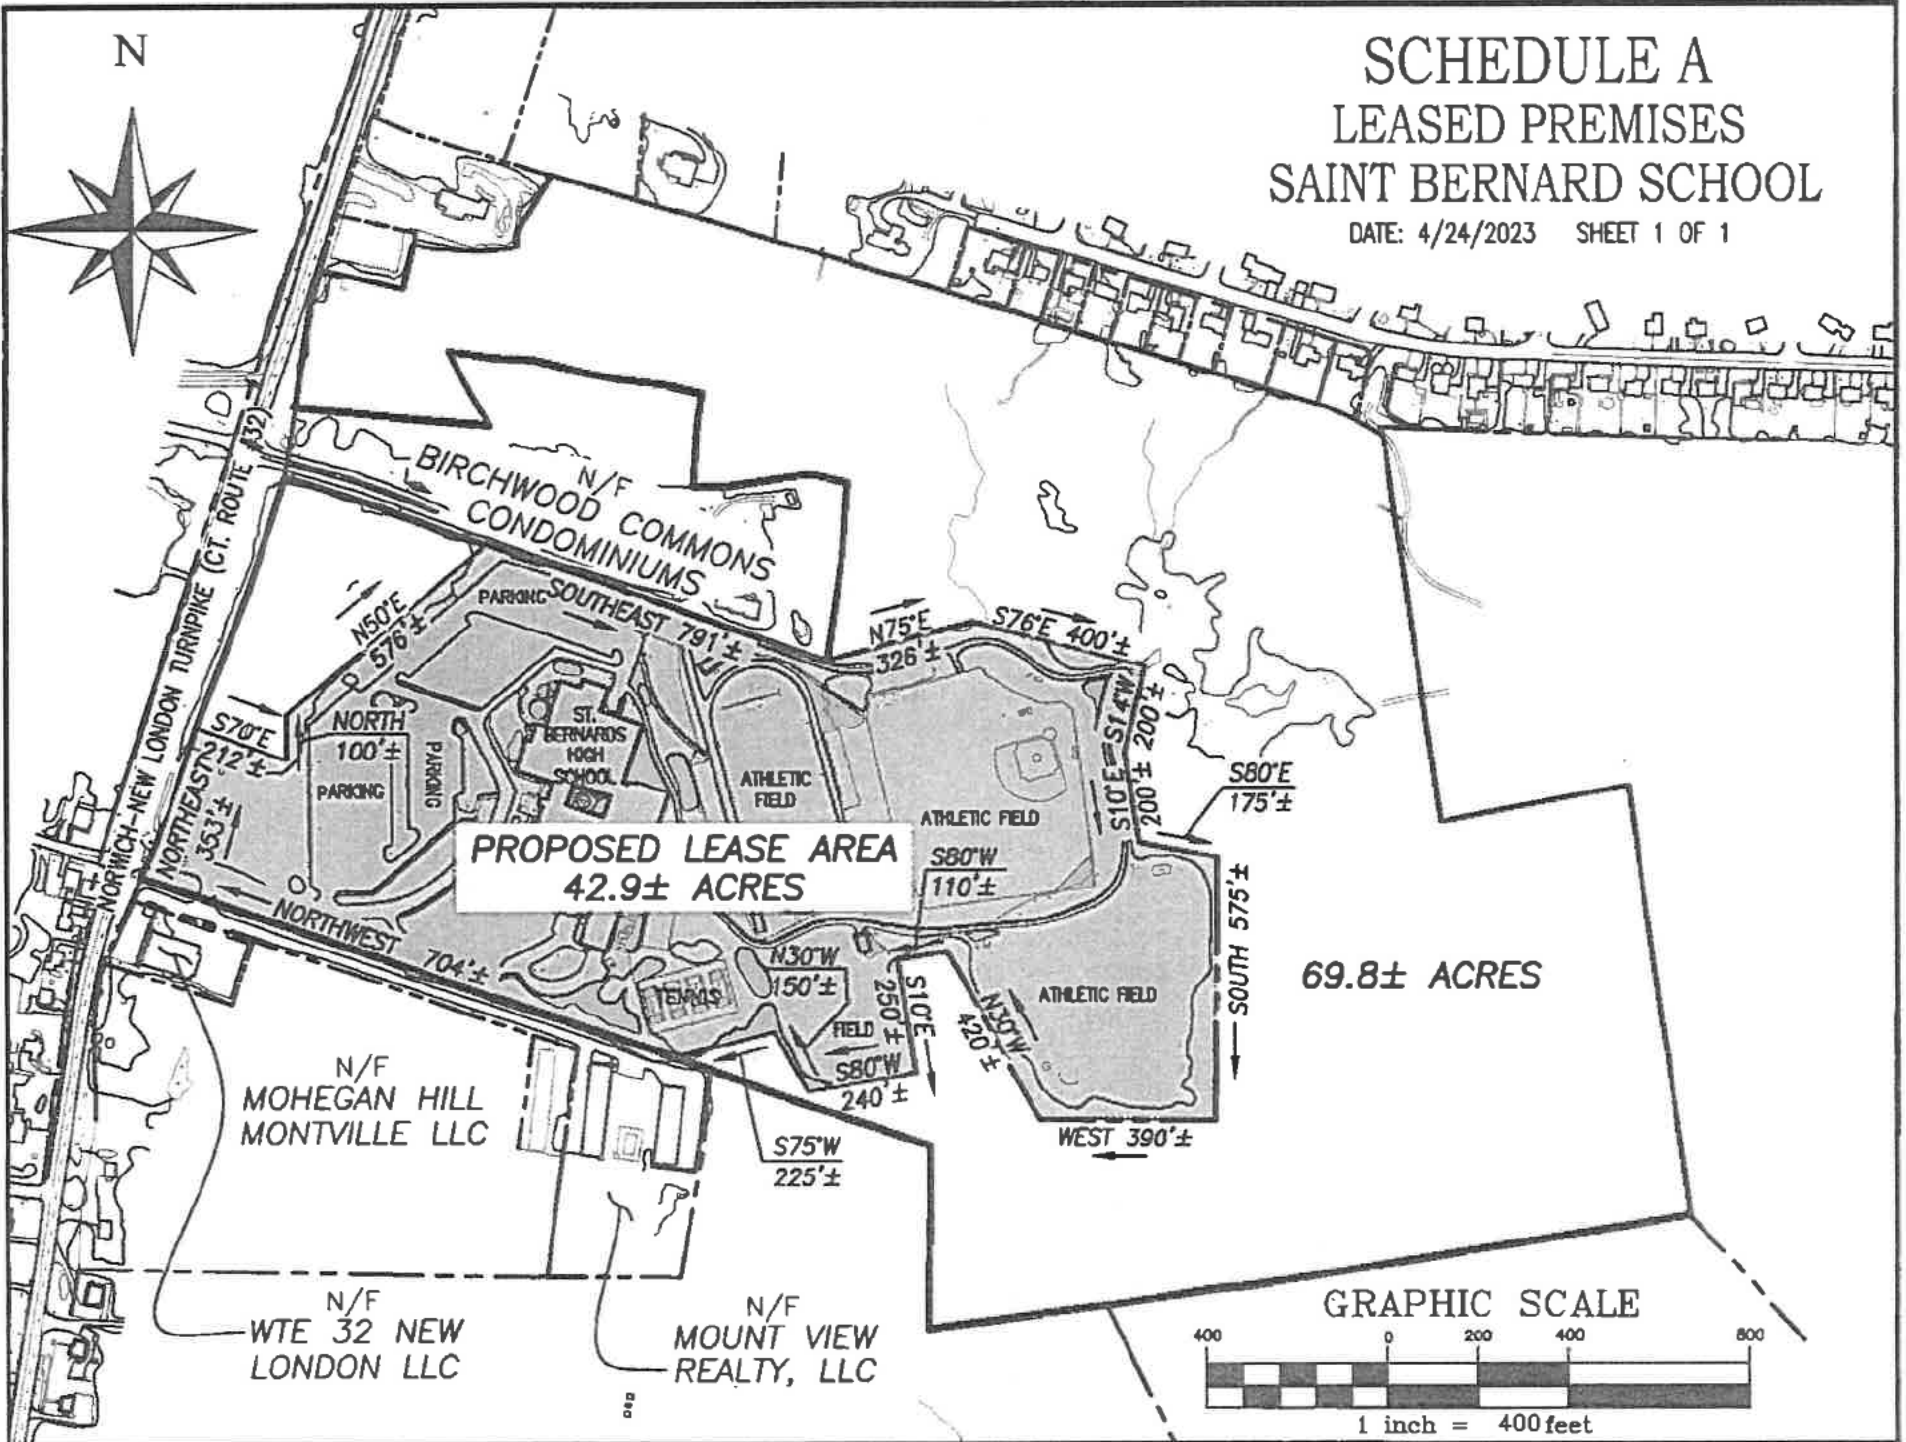 N
SCHEDULE A
LEASED PREMISES
SAINT BERNARD SCHOOL
DATE: 4/24/2023 SHEET 1 OF 1
NORWICH-NEW LONDON TURNPIKE (CT. ROUTE 32)
N/F
BIRCHWOOD COMMONS
CONDOMINIUMS
N50°E
576'±
PARKING
SOUTHEAST 791'±
N75°E
326'±
S76°E 400'±
S14°W
200'±
S10°E
200'±
S80°E
175'±
S70°E
212'±
NORTH
100'±
NORTHEAST
353'±
PARKING
PARKING
ST.
BERNARDS
HIGH
SCHOOL
ATHLETIC
FIELD
ATHLETIC FIELD
PROPOSED LEASE AREA
42.9± ACRES
S80°W
110'±
SOUTH 575'±
NORTHWEST
704'±
TENNIS
N30°W
150'±
FIELD
S10°E
250'±
N30°W
420'±
ATHLETIC FIELD
69.8± ACRES
S80°W
240'±
WEST 390'±
S75°W
225'±
N/F
MOHEGAN HILL
MONTVILLE LLC
N/F
WTE 32 NEW
LONDON LLC
N/F
MOUNT VIEW
REALTY, LLC
GRAPHIC SCALE
400 0 200 400 800
1 inch = 400 feet